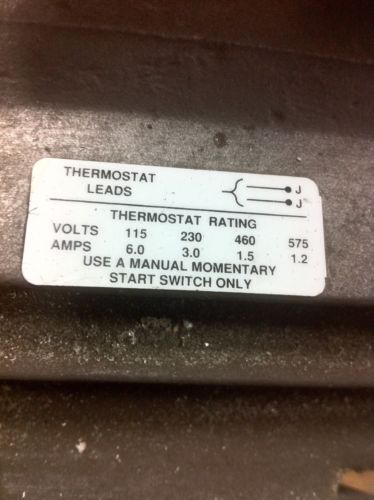 THERMOSTAT
LEADS
J
J
THERMOSTAT RATING
VOLTS 115 230 460 575
AMPS 6.0 3.0 1.5 1.2
USE A MANUAL MOMENTARY
START SWITCH ONLY